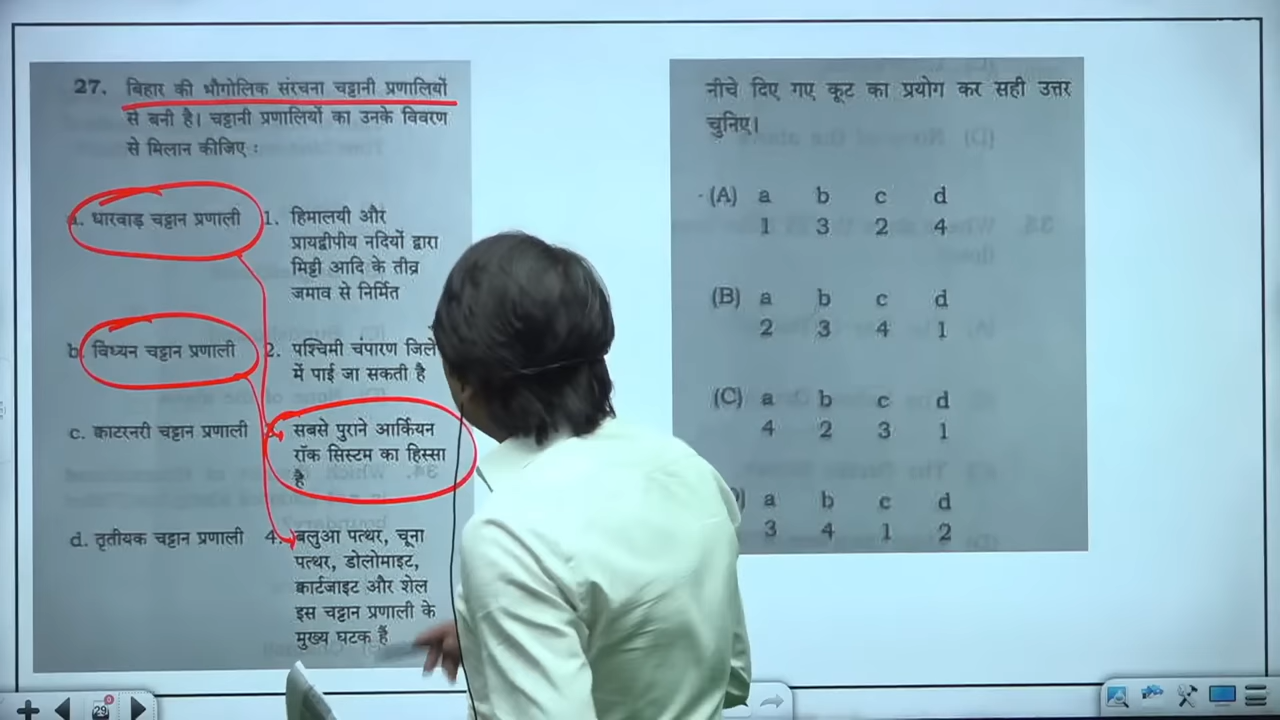 27. बिहार की भौगोलिक संरचना चट्टानी प्रणालियों
से बनी है। चट्टानी प्रणालियों का उनके विवरण
से मिलान कीजिए :
a. धारवाड़ चट्टान प्रणाली
1. हिमालयी और
प्रायद्वीपीय नदियों द्वारा
मिट्टी आदि के तीव्र
जमाव से निर्मित
b. विध्यन चट्टान प्रणाली
2. पश्चिमी चंपारण जिले
में पाई जा सकती है
c. क्वाटरनरी चट्टान प्रणाली
सबसे पुराने आर्कियन
रॉक सिस्टम का हिस्सा
है
d. तृतीयक चट्टान प्रणाली
4. बलुआ पत्थर, चूना
पत्थर, डोलोमाइट,
क्वार्टजाइट और शेल
इस चट्टान प्रणाली के
मुख्य घटक हैं
नीचे दिए गए कूट का प्रयोग कर सही उत्तर
चुनिए।
(A) a b c d
1 3 2 4
(B) a b c d
2 3 4 1
(C) a b c d
4 2 3 1
a b c d
3 4 1 2
29